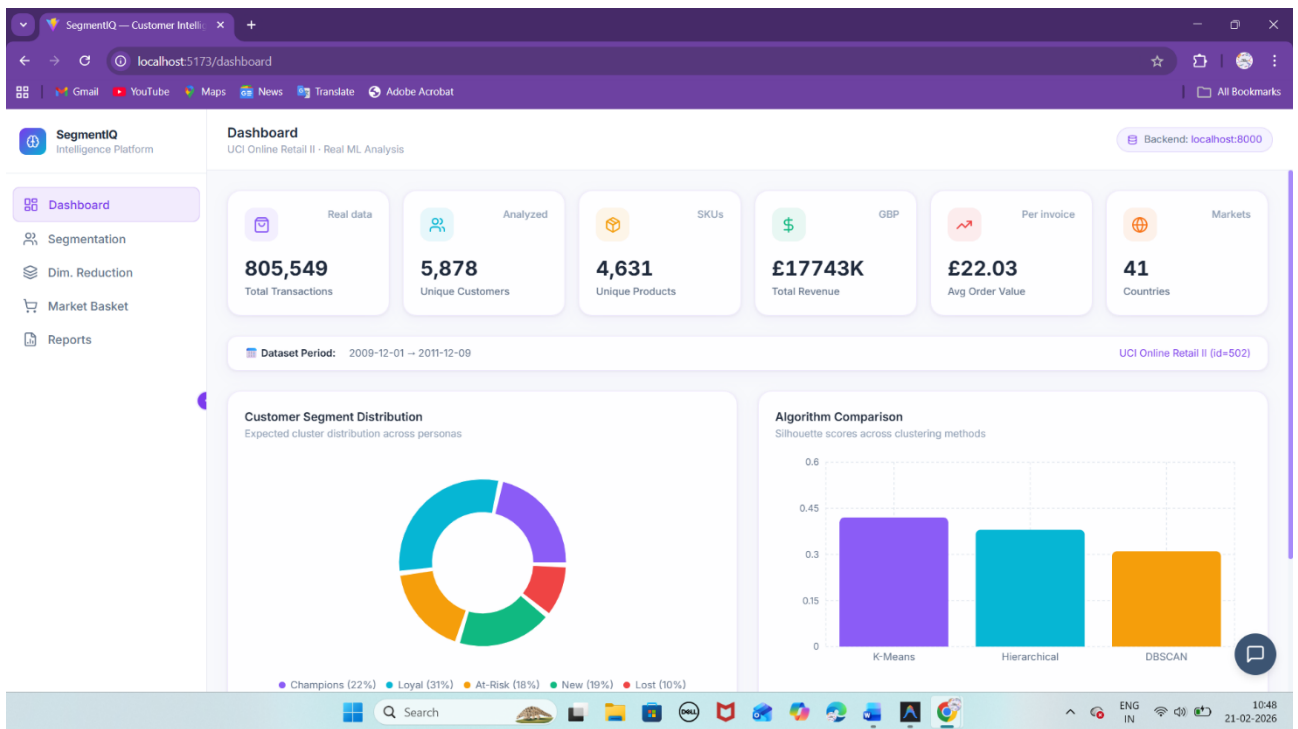 SegmentIQ — Customer Intelli
localhost:5173/dashboard
Gmail YouTube Maps News Translate Adobe Acrobat All Bookmarks
SegmentIQ
Intelligence Platform
Dashboard
UCI Online Retail II · Real ML Analysis
Backend: localhost:8000
Dashboard
Segmentation
Dim. Reduction
Market Basket
Reports
Real data
805,549
Total Transactions
Analyzed
5,878
Unique Customers
SKUs
4,631
Unique Products
GBP
£17743K
Total Revenue
Per invoice
£22.03
Avg Order Value
Markets
41
Countries
Dataset Period: 2009-12-01 → 2011-12-09
UCI Online Retail II (id=502)
Customer Segment Distribution
Expected cluster distribution across personas
Champions (22%) Loyal (31%) At-Risk (18%) New (19%) Lost (10%)
Algorithm Comparison
Silhouette scores across clustering methods
0.6
0.45
0.3
0.15
0
K-Means Hierarchical DBSCAN
Search
DELL
ENG
IN
10:48
21-02-2026